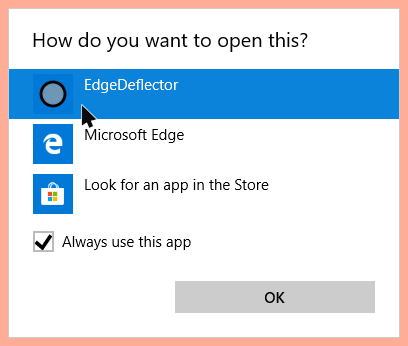 How do you want to open this?
EdgeDeflector
Microsoft Edge
Look for an app in the Store
Always use this app
OK